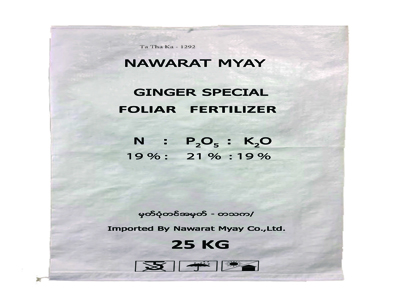 Ta Tha Ka - 1292
NAWARAT MYAY
GINGER SPECIAL
FOLIAR FERTILIZER
N : P₂O₅ : K₂O
19 % : 21 % : 19 %
မှတ်ပုံတင်အမှတ် - တသက/
Imported By Nawarat Myay Co.,Ltd.
25 KG